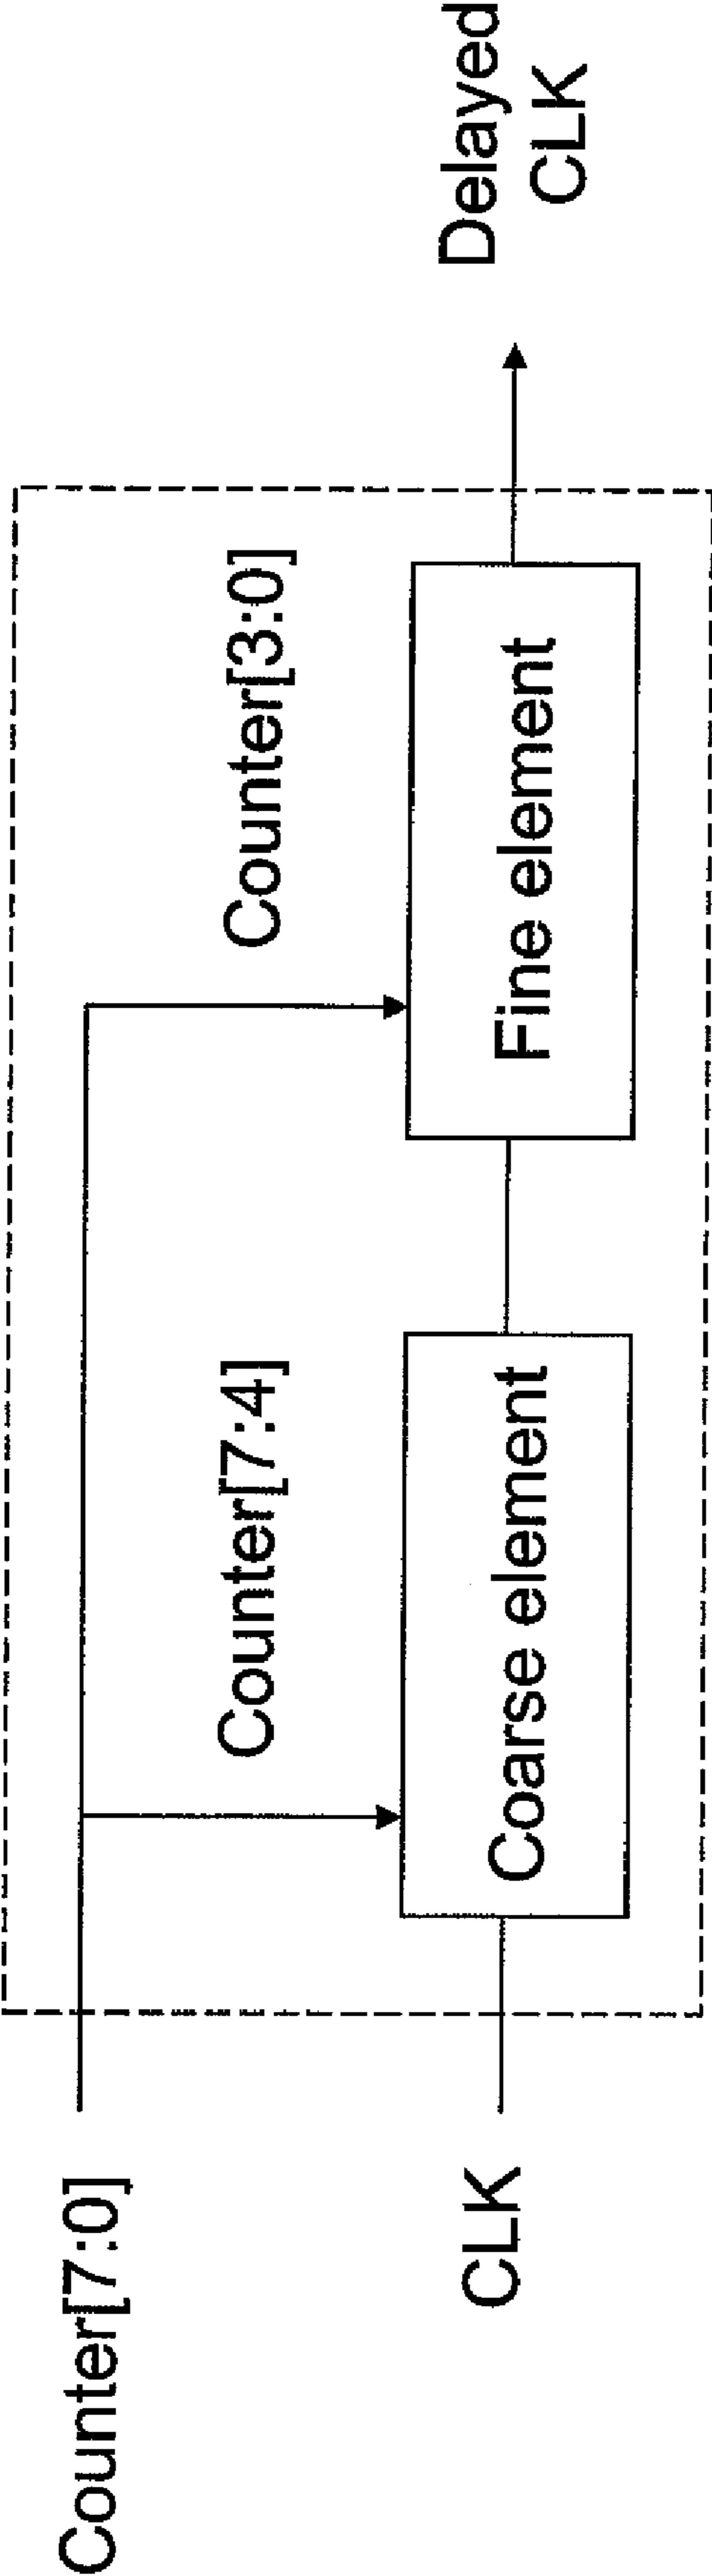 Counter[7:0]
Counter[7:4]
Counter[3:0]
CLK
Coarse element
Fine element
Delayed
CLK